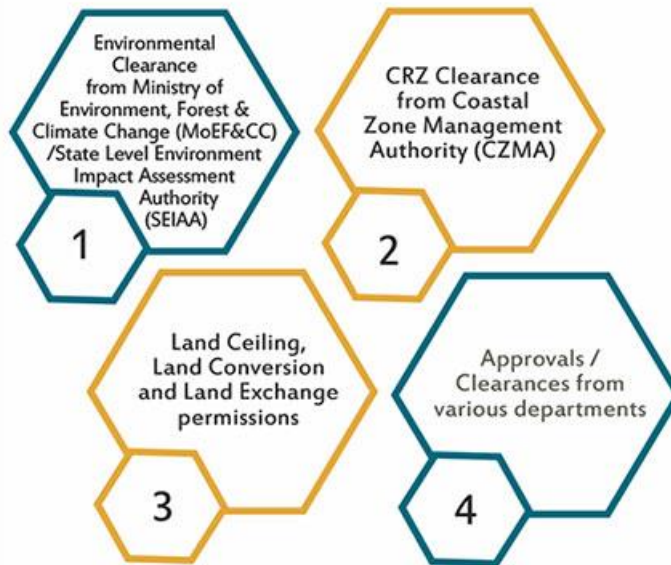 Environmental
Clearance
from Ministry of
Environment, Forest &
Climate Change (MoEF&CC)
/State Level Environment
Impact Assessment
Authority
(SEIAA)
1
CRZ Clearance
from Coastal
Zone Management
Authority (CZMA)
2
Land Ceiling,
Land Conversion
and Land Exchange
permissions
3
Approvals /
Clearances from
various departments
4